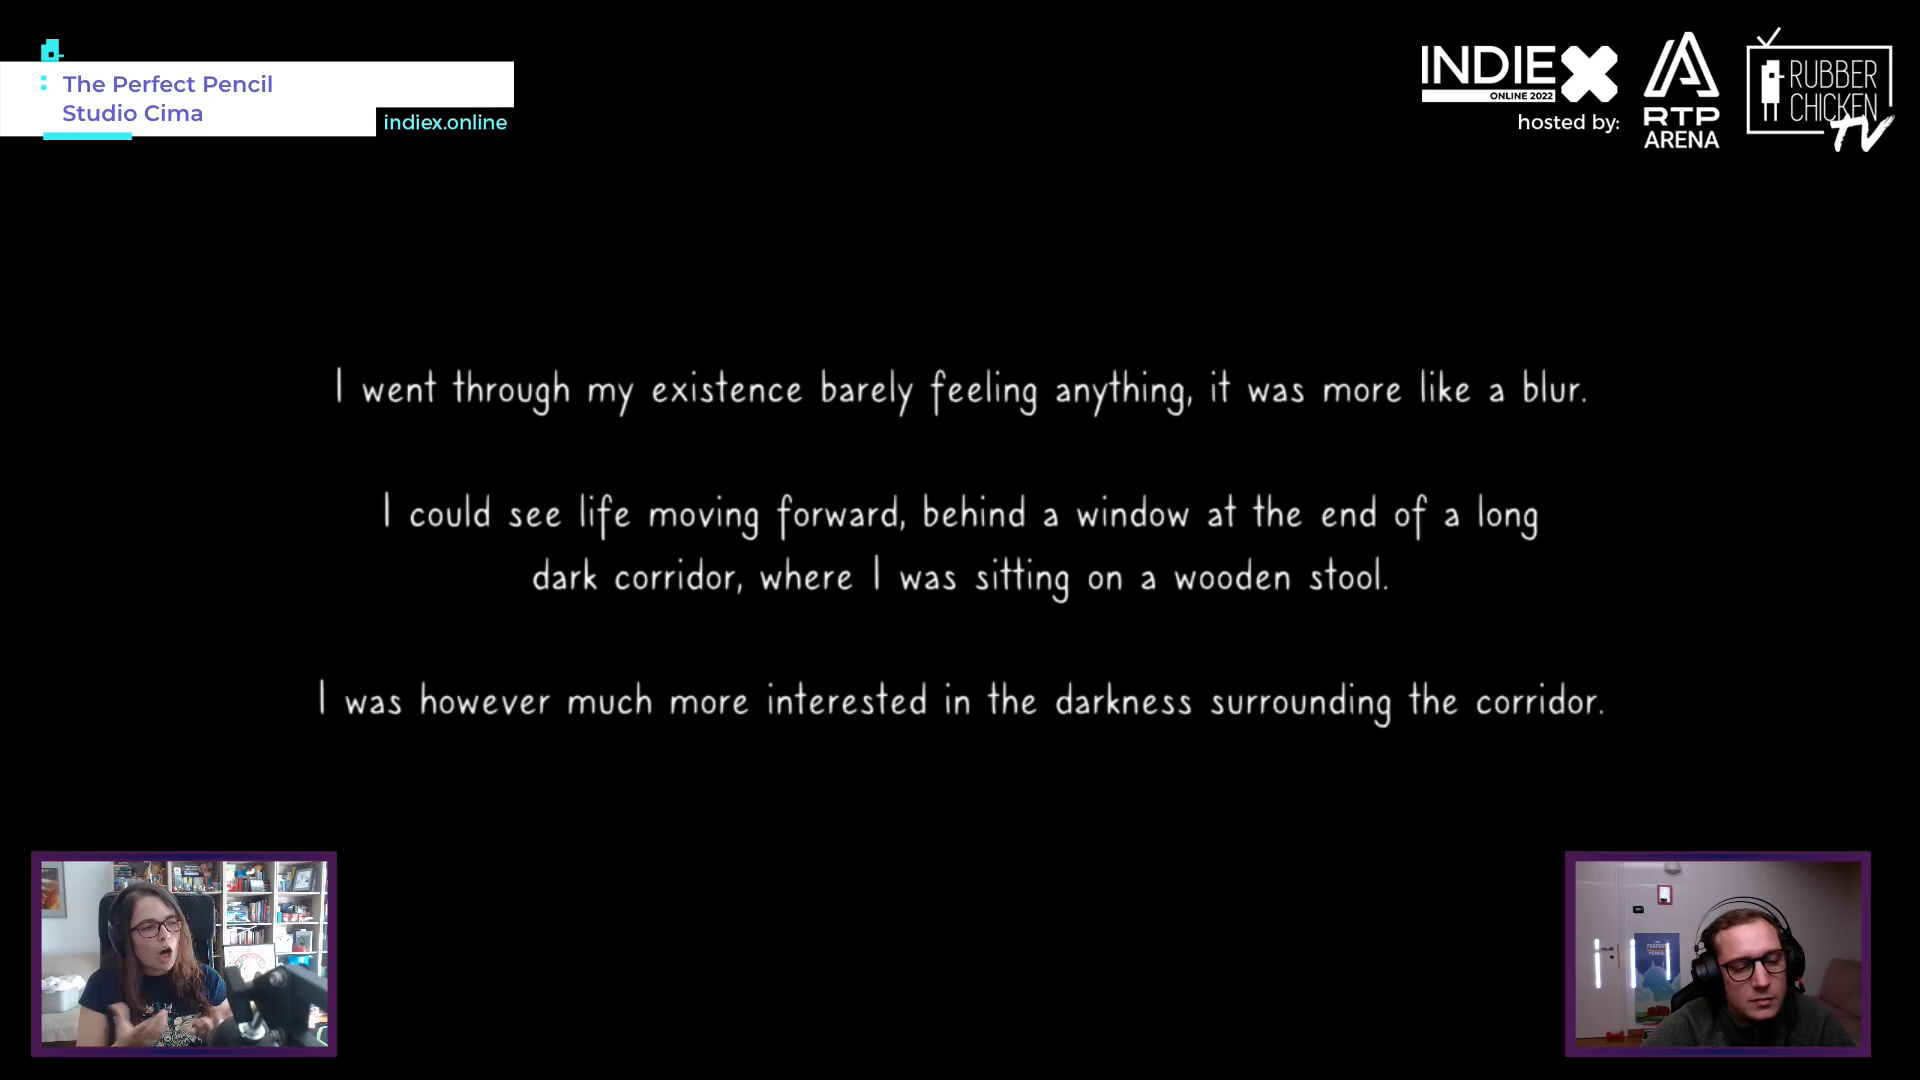 The Perfect Pencil
Studio Cima
indiex.online
INDIE X
ONLINE 2022
hosted by:
RTP
ARENA
RUBBER
CHICKEN
TV
I went through my existence barely feeling anything, it was more like a blur.
I could see life moving forward, behind a window at the end of a long
dark corridor, where I was sitting on a wooden stool.
I was however much more interested in the darkness surrounding the corridor.
THE
PERFECT
PENCIL